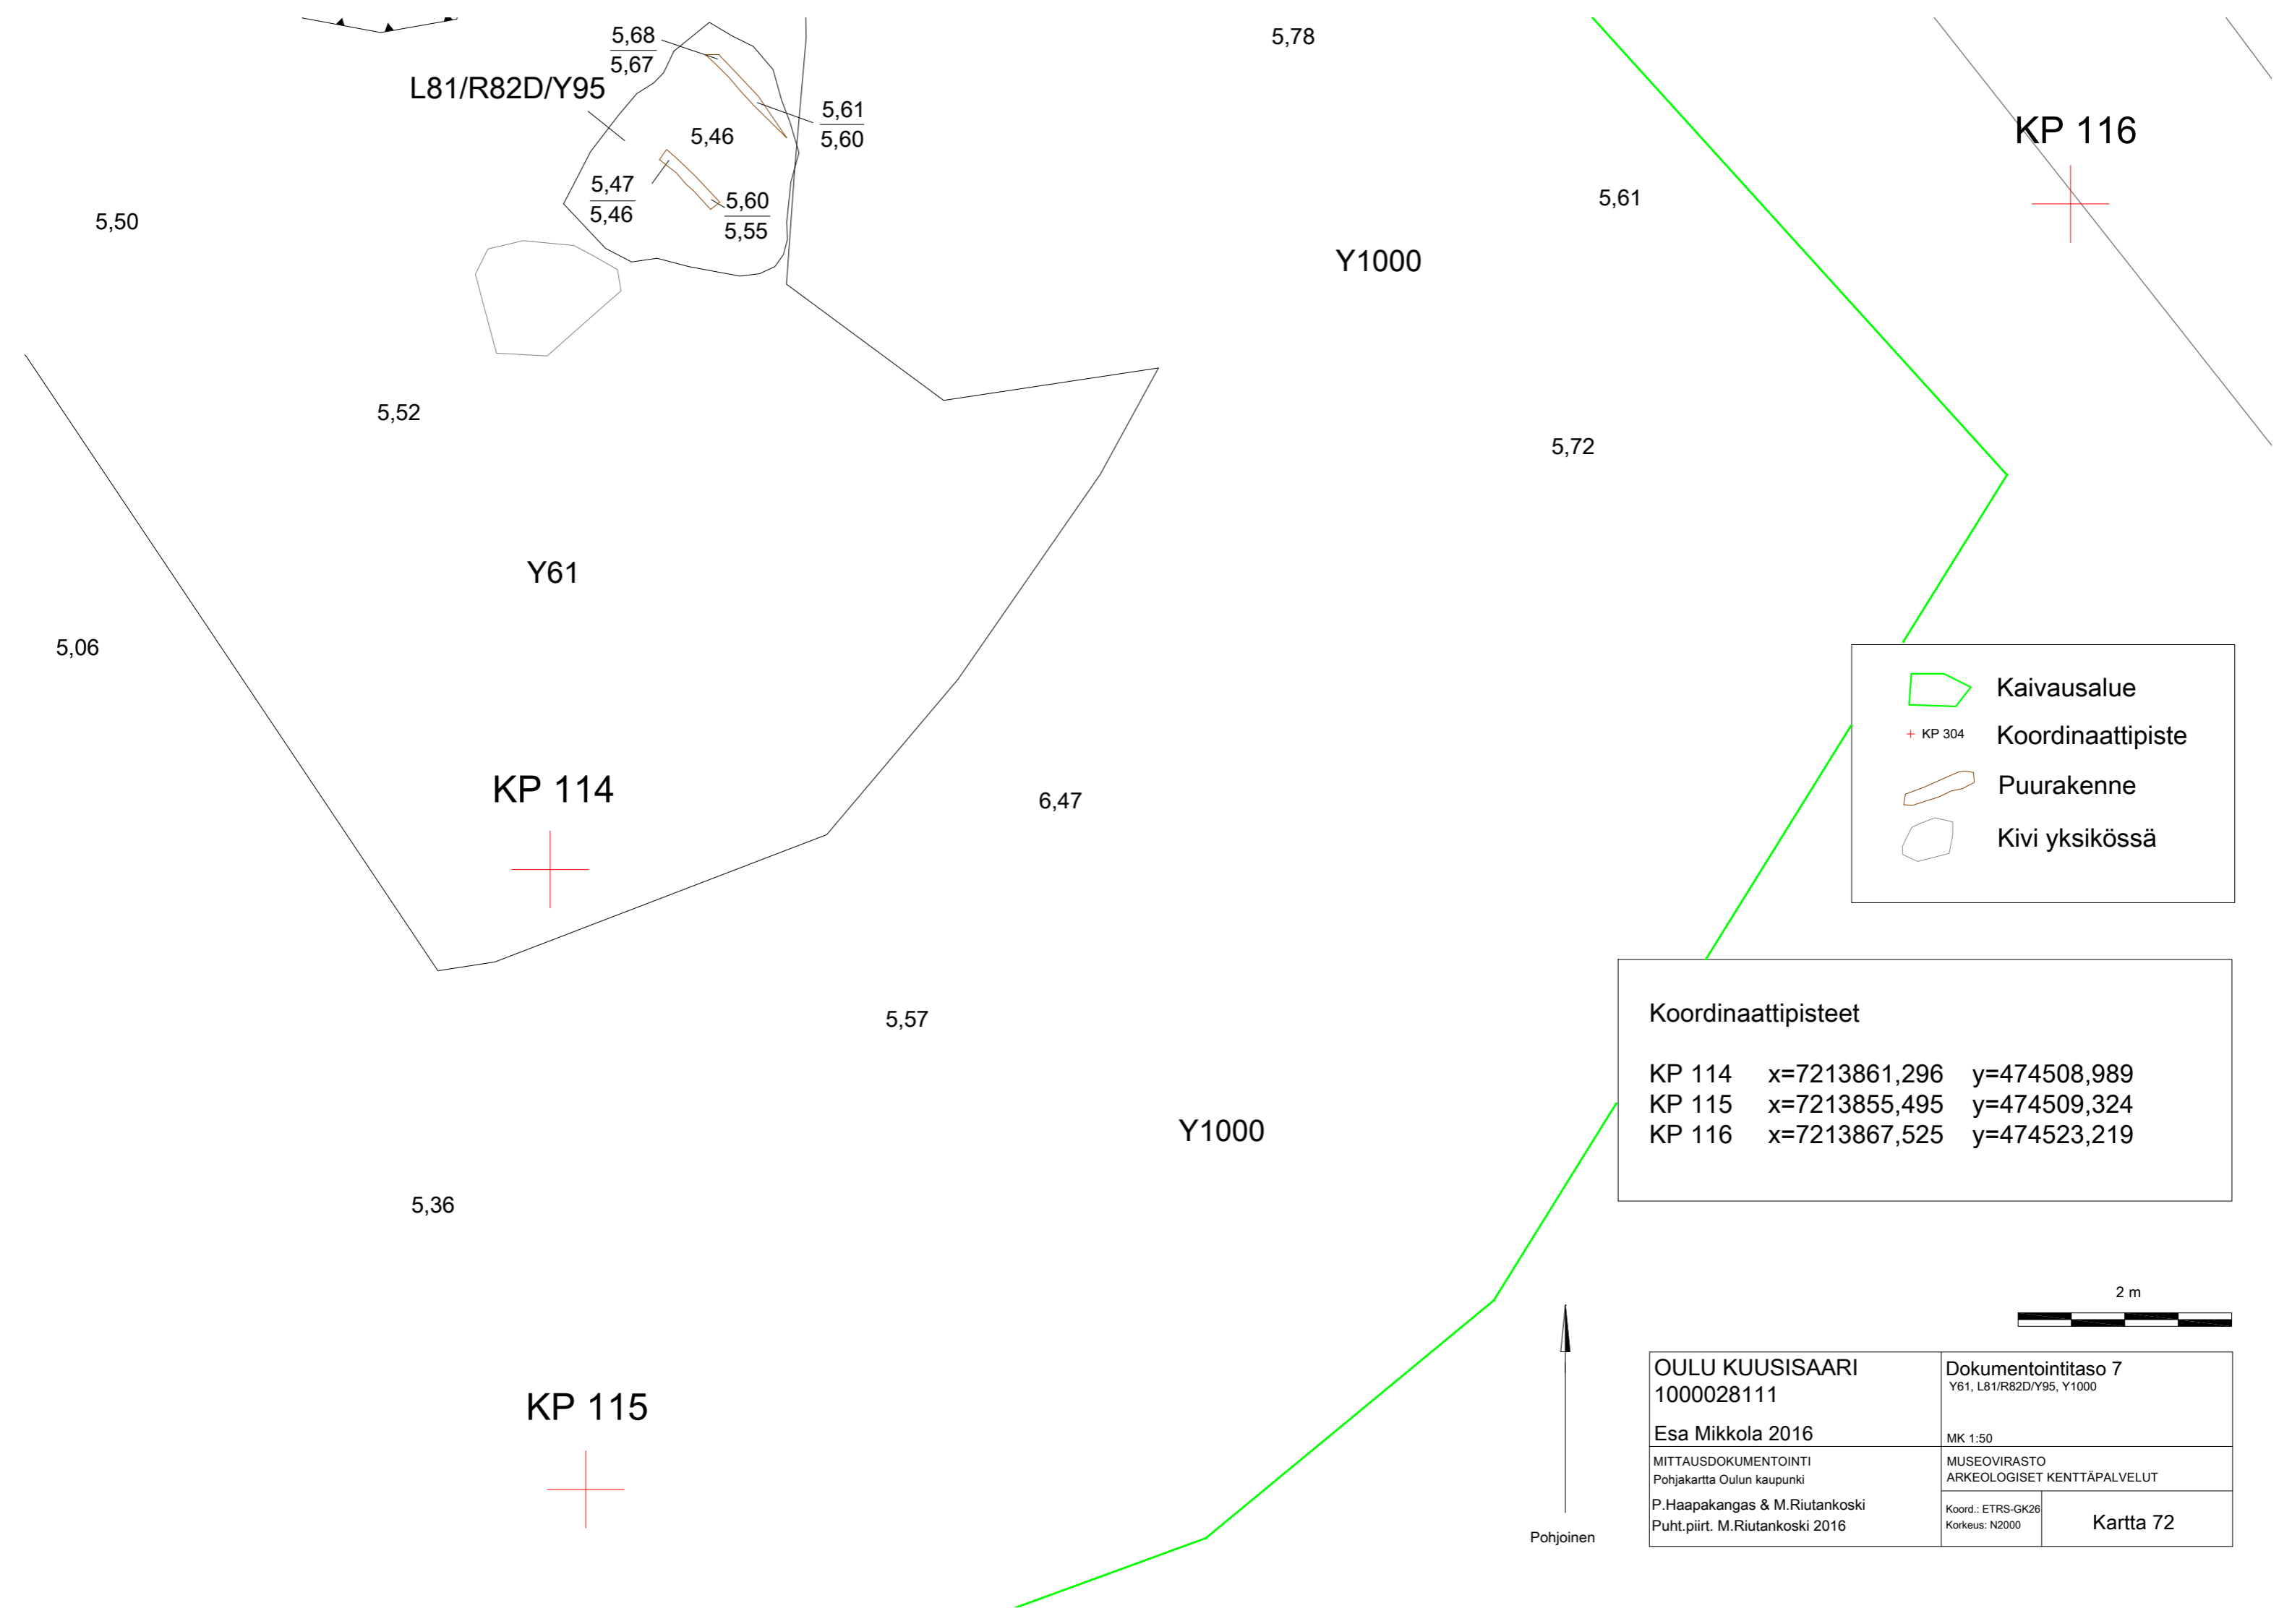 5,68
5,67
5,78
L81/R82D/Y95
5,61
5,60
5,46
KP 116
5,47
5,46
5,60
5,55
5,61
5,50
Y1000
5,52
5,72
Y61
5,06
Kaivausalue
KP 304 Koordinaattipiste
Puurakenne
Kivi yksikössä
KP 114
6,47
5,57
Koordinaattipisteet
KP 114 x=7213861,296 y=474508,989
KP 115 x=7213855,495 y=474509,324
KP 116 x=7213867,525 y=474523,219
Y1000
5,36
2 m
KP 115
Pohjoinen
OULU KUUSISAARI
1000028111
Esa Mikkola 2016
Dokumentointitaso 7
Y61, L81/R82D/Y95, Y1000
MK 1:50
MITTAUSDOKUMENTOINTI
Pohjakartta Oulun kaupunki
P.Haapakangas & M.Riutankoski
Puht.piirt. M.Riutankoski 2016
MUSEOVIRASTO
ARKEOLOGISET KENTTÄPALVELUT
Koord.: ETRS-GK26
Korkeus: N2000
Kartta 72